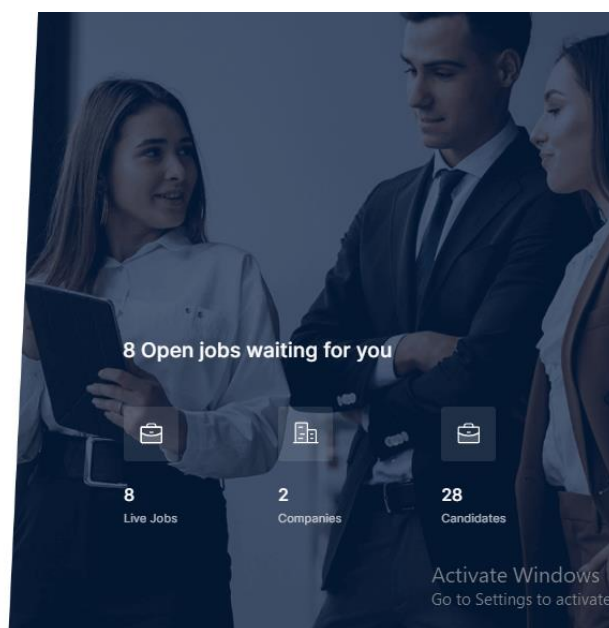 8 Open jobs waiting for you
8
2
28
Live Jobs
Companies
Candidates
Activate Windows
Go to Settings to activate